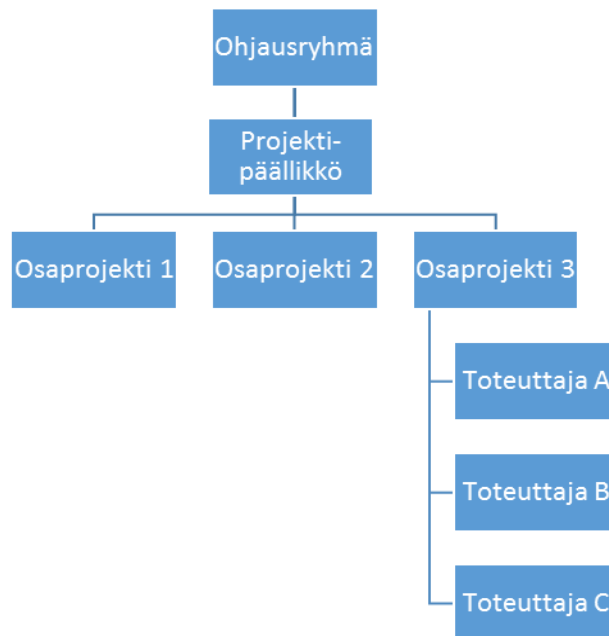 Ohjausryhmä
Projekti-
päällikkö
Osaprojekti 1
Osaprojekti 2
Osaprojekti 3
Toteuttaja A
Toteuttaja B
Toteuttaja C